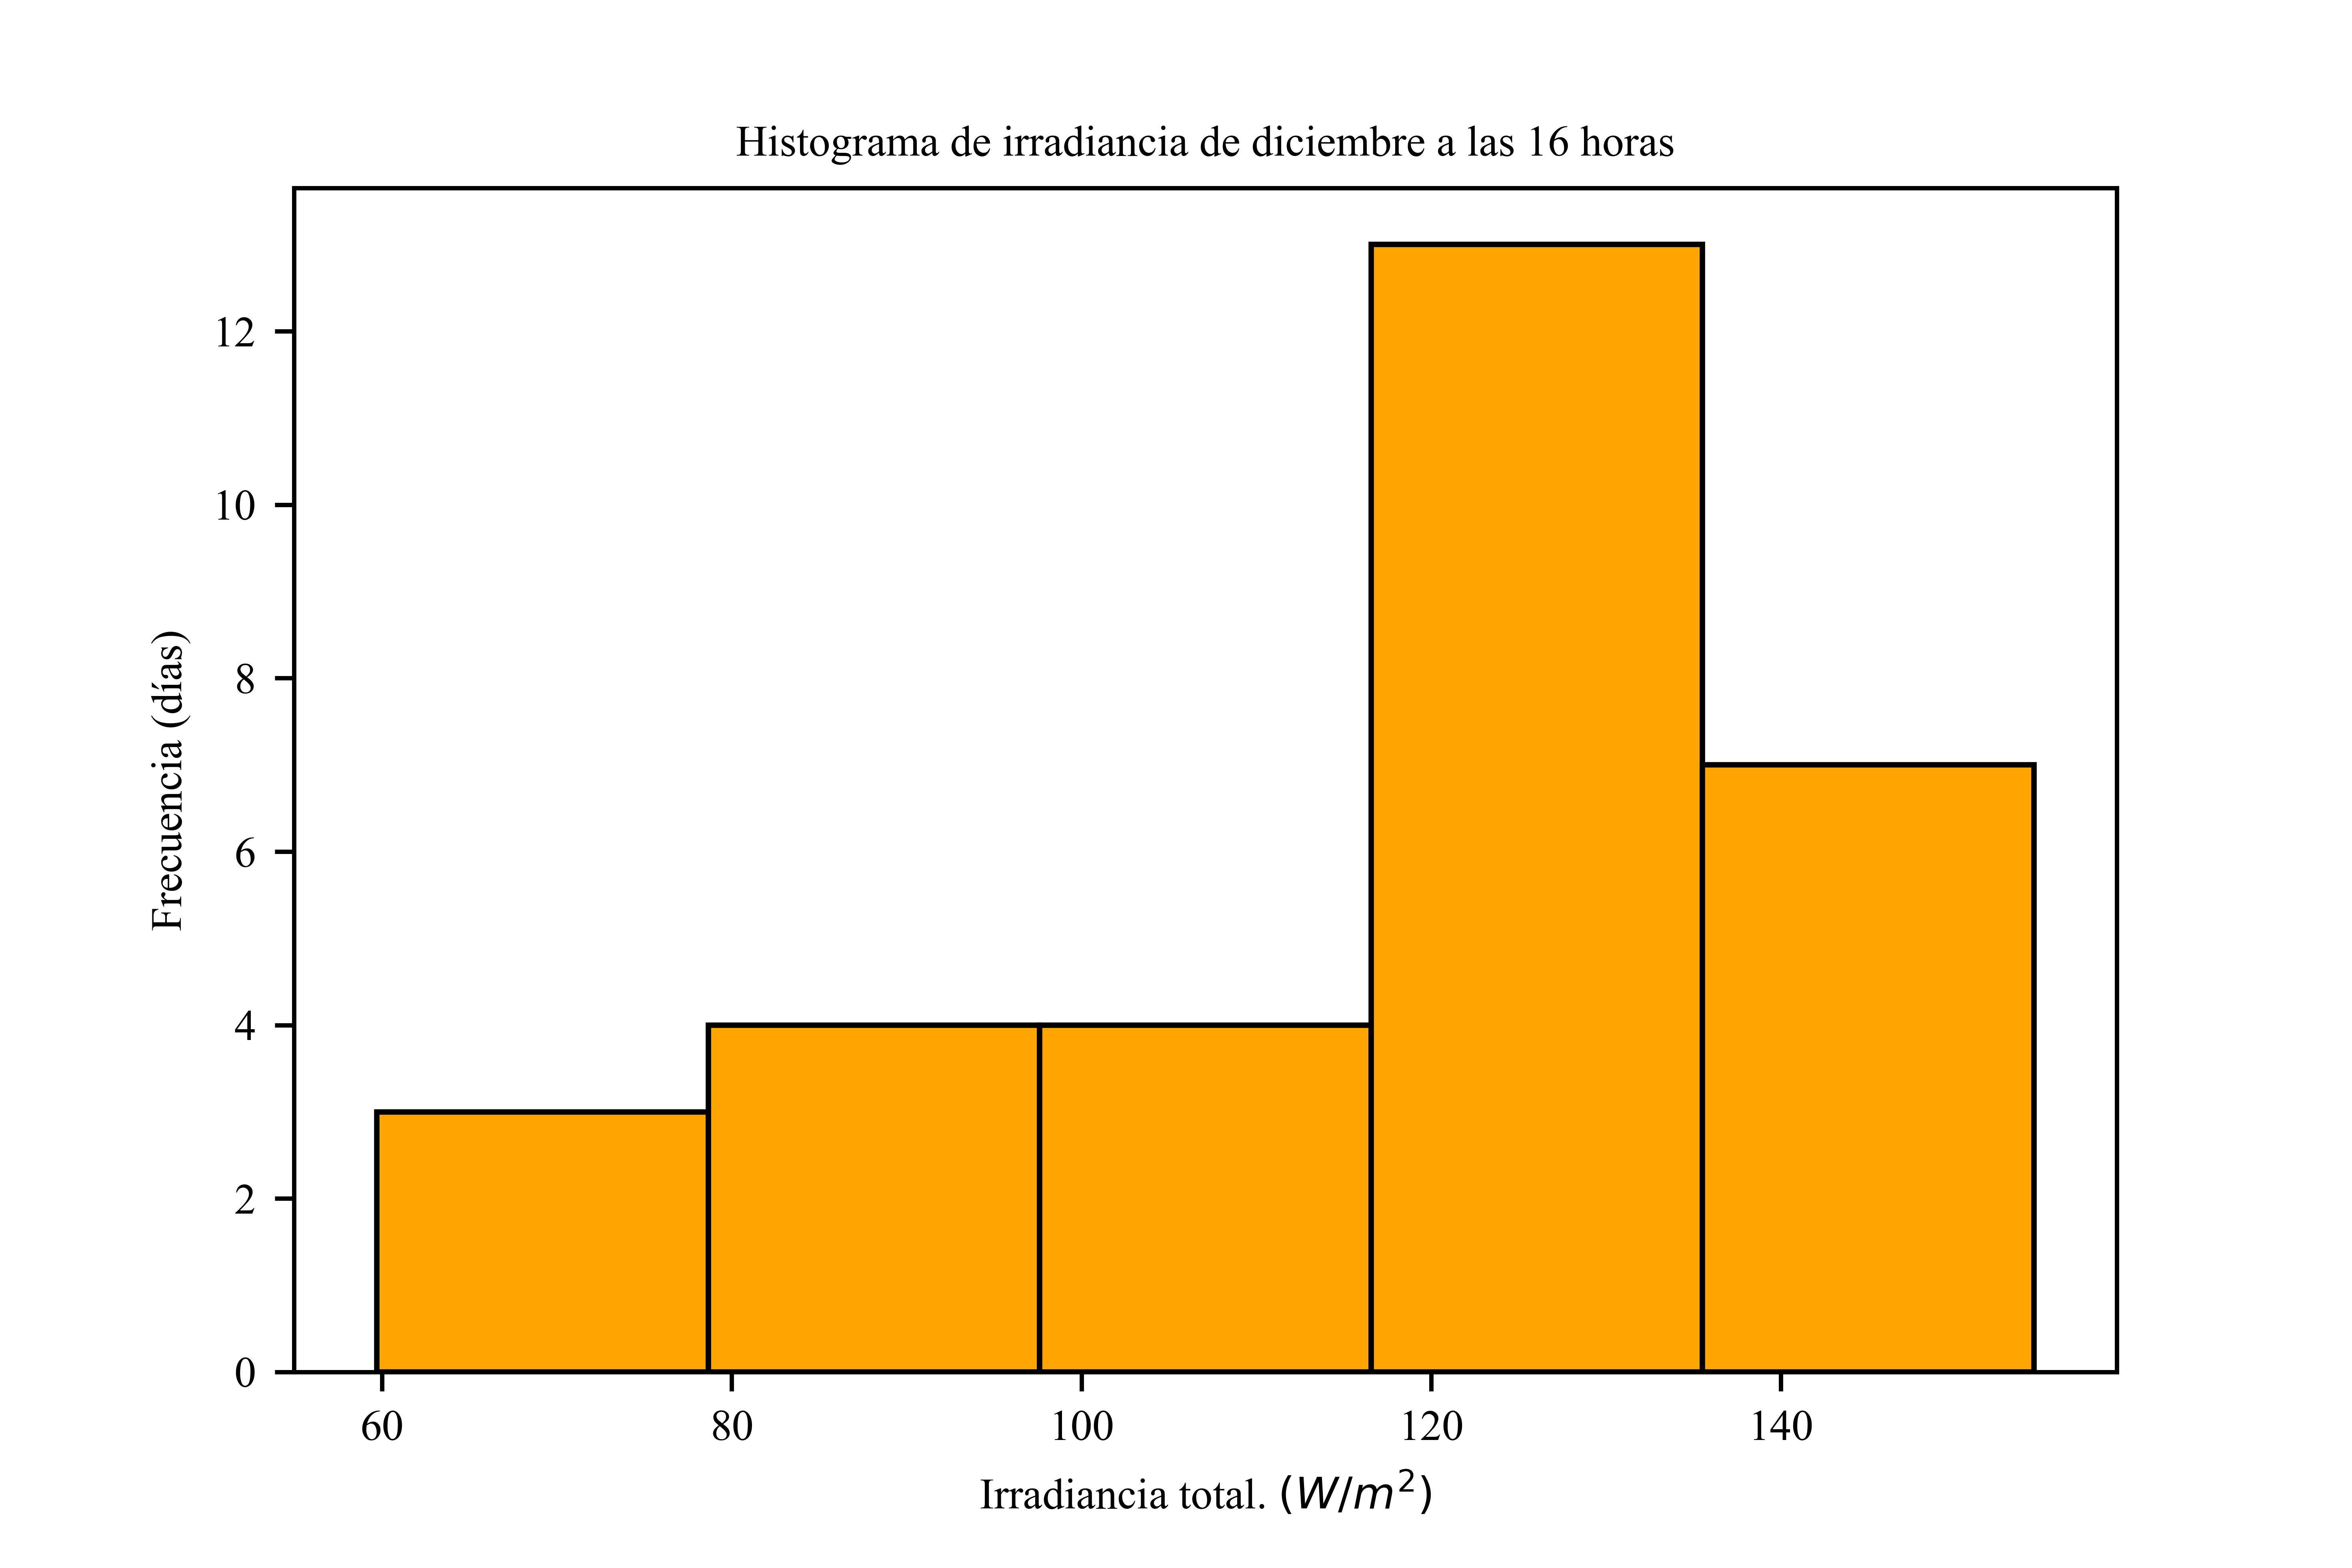 Histograma de irradiancia de diciembre a las 16 horas
Frecuencia (días)
12
10
8
6
4
2
0
60 80 100 120 140
Irradiancia total. (W/m²)